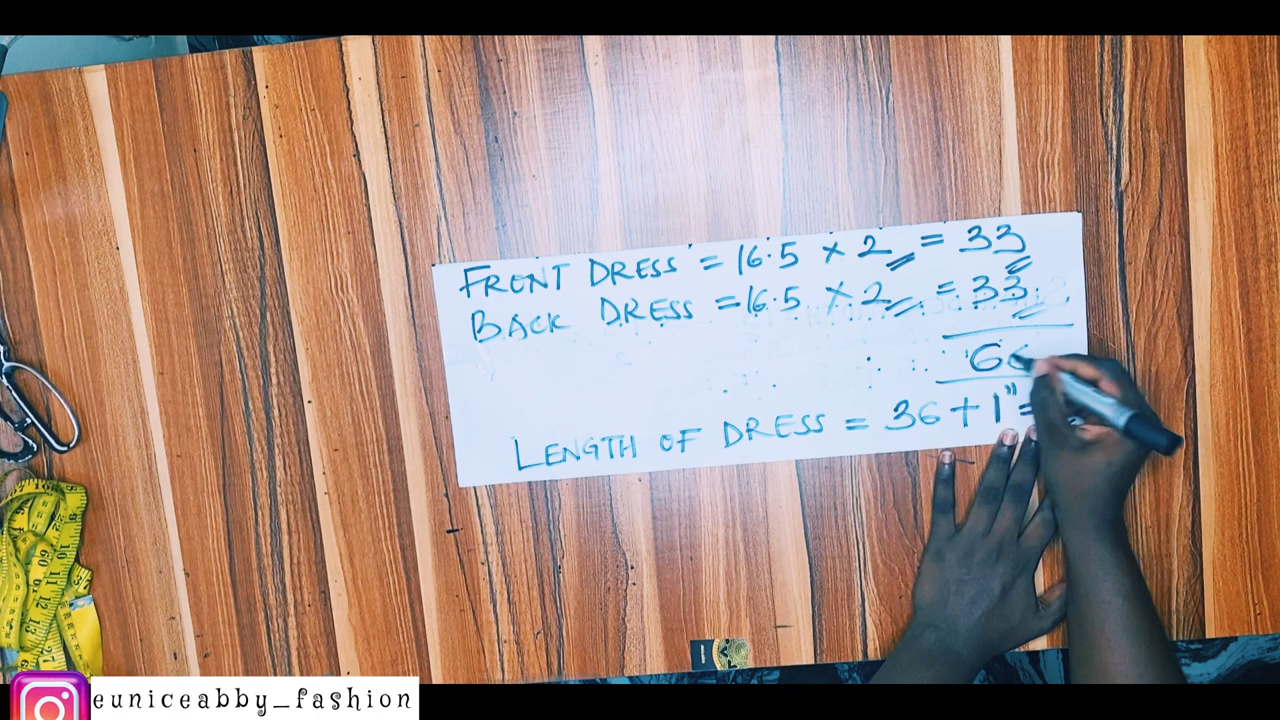 FRONT DRESS = 16.5 × 2 = 33
BACK DRESS = 16.5 × 2 = 33
66
LENGTH OF DRESS = 36 + 1" =
euniceabby_fashion